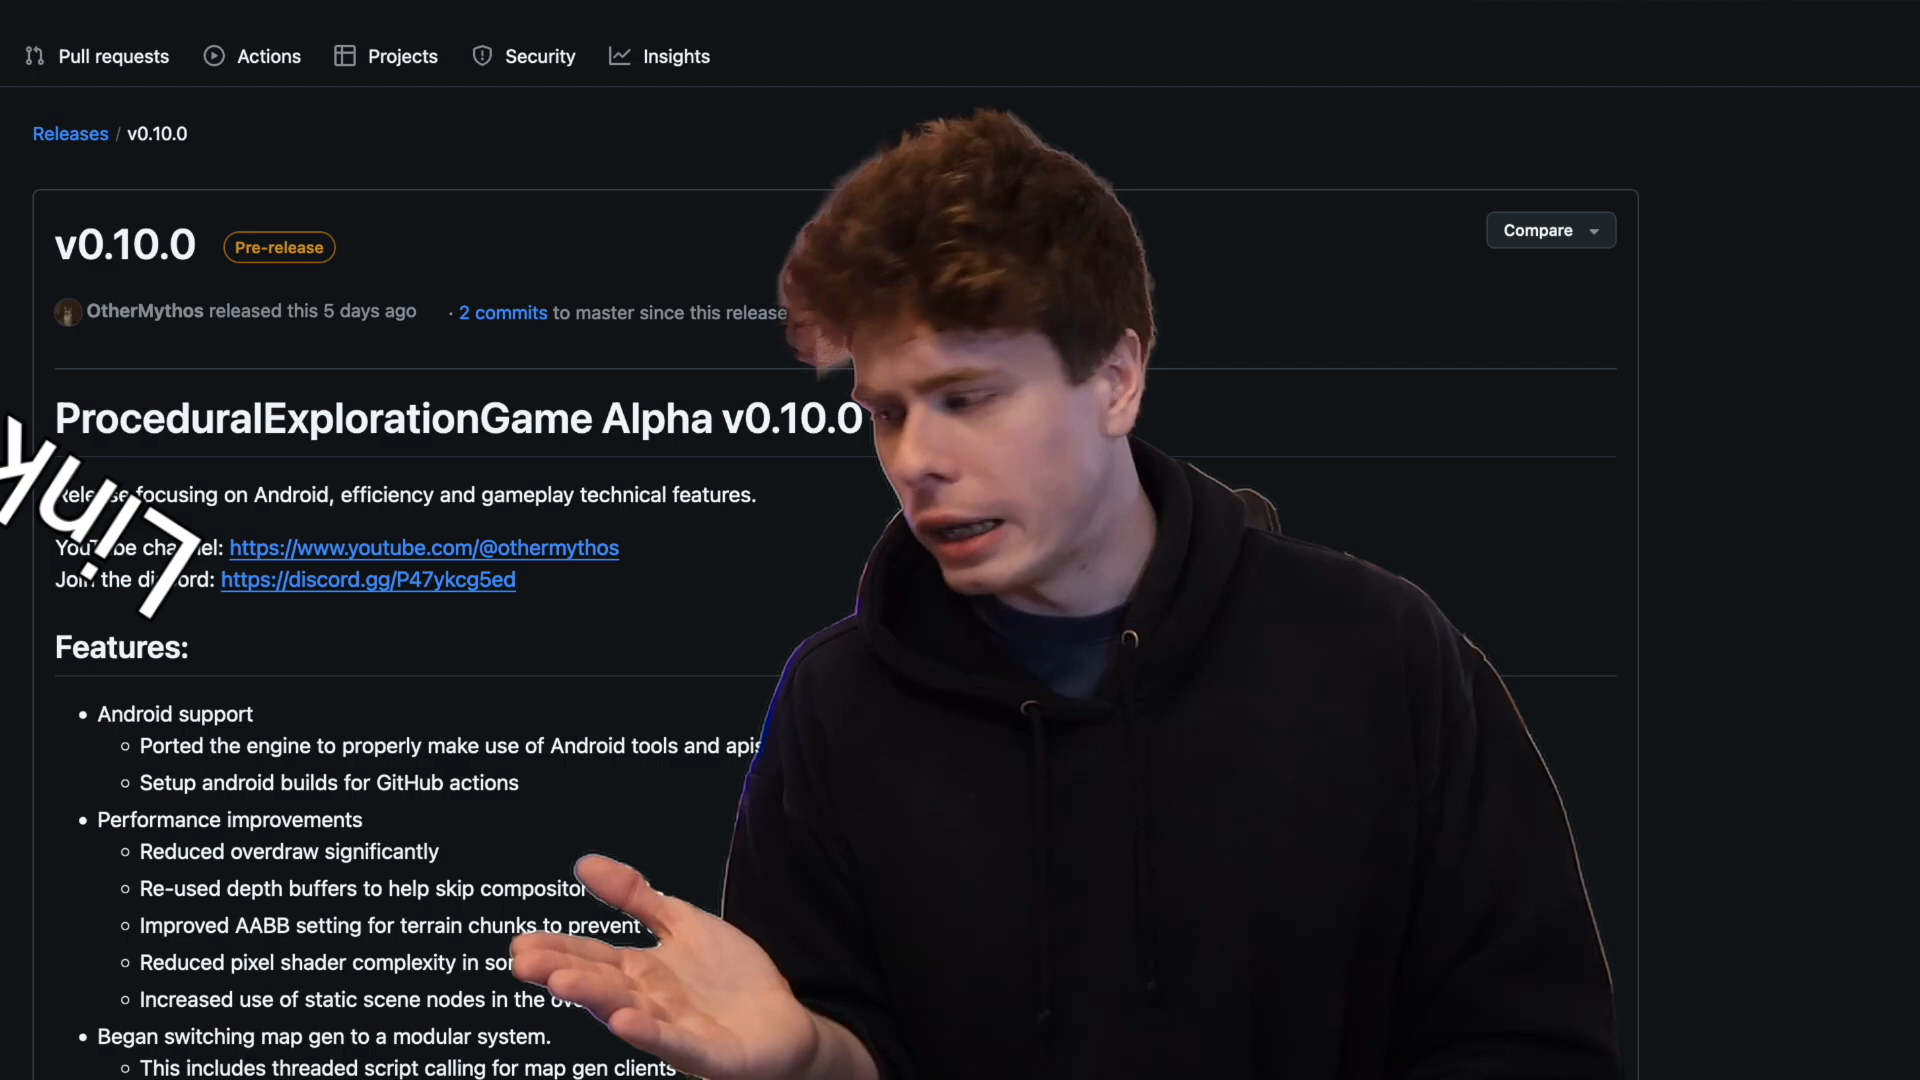 Pull requests Actions Projects Security Insights
Releases / v0.10.0
v0.10.0 Pre-release Compare
OtherMythos released this 5 days ago · 2 commits to master since this release
ProceduralExplorationGame Alpha v0.10.0
Release focusing on Android, efficiency and gameplay technical features.
Link
YouTube channel: https://www.youtube.com/@othermythos
Join the discord: https://discord.gg/P47ykcg5ed
Features:
• Android support
Ported the engine to properly make use of Android tools and apis
Setup android builds for GitHub actions
• Performance improvements
Reduced overdraw significantly
Re-used depth buffers to help skip compositor
Improved AABB setting for terrain chunks to prevent
Reduced pixel shader complexity in
Increased use of static scene nodes in the
• Began switching map gen to a modular system.
This includes threaded script calling for map gen clients